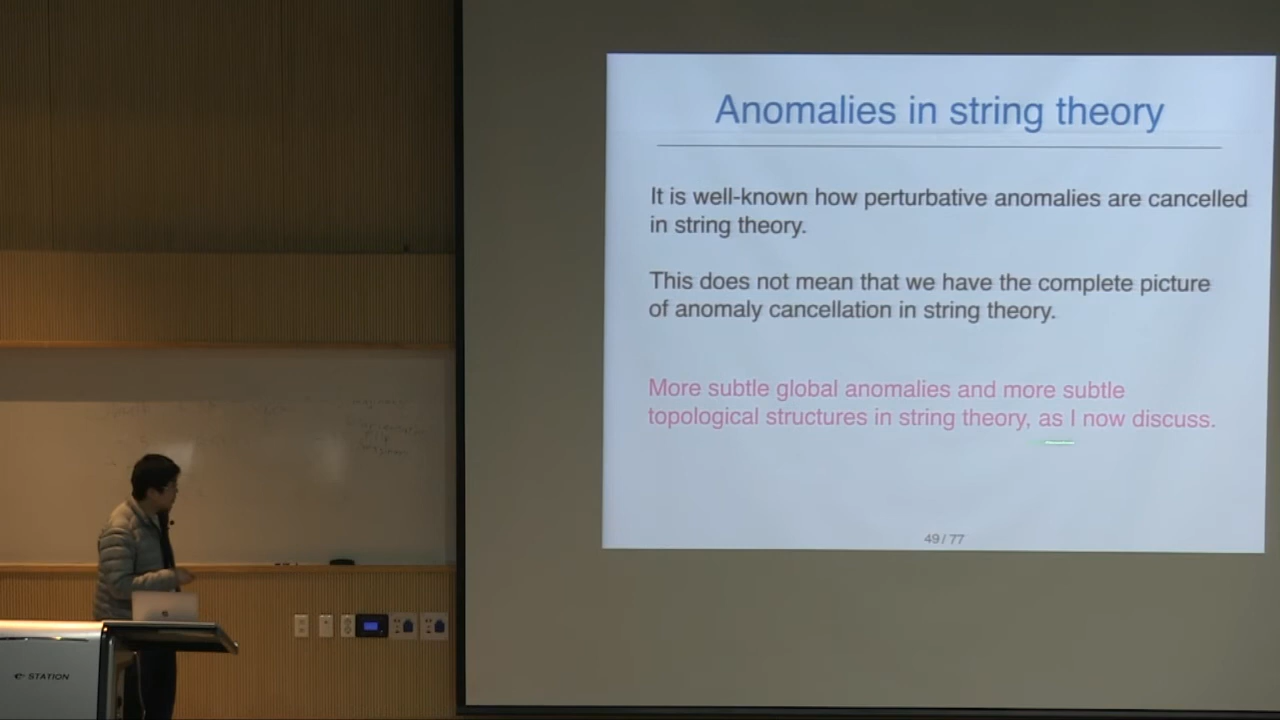 Anomalies in string theory
It is well-known how perturbative anomalies are cancelled
in string theory.
This does not mean that we have the complete picture
of anomaly cancellation in string theory.
More subtle global anomalies and more subtle
topological structures in string theory, as I now discuss.
49 / 77
STATION